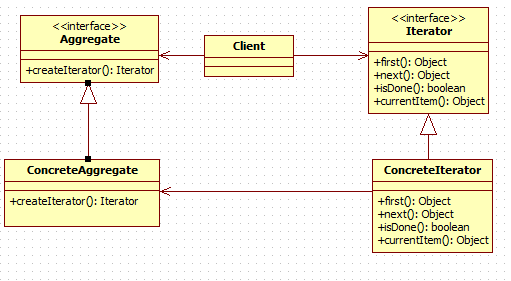 <<interface>>
Aggregate
+createIterator(): Iterator
Client
<<interface>>
Iterator
+first(): Object
+next(): Object
+isDone(): boolean
+currentItem(): Object
ConcreteAggregate
+createIterator(): Iterator
ConcreteIterator
+first(): Object
+next(): Object
+isDone(): boolean
+currentItem(): Object